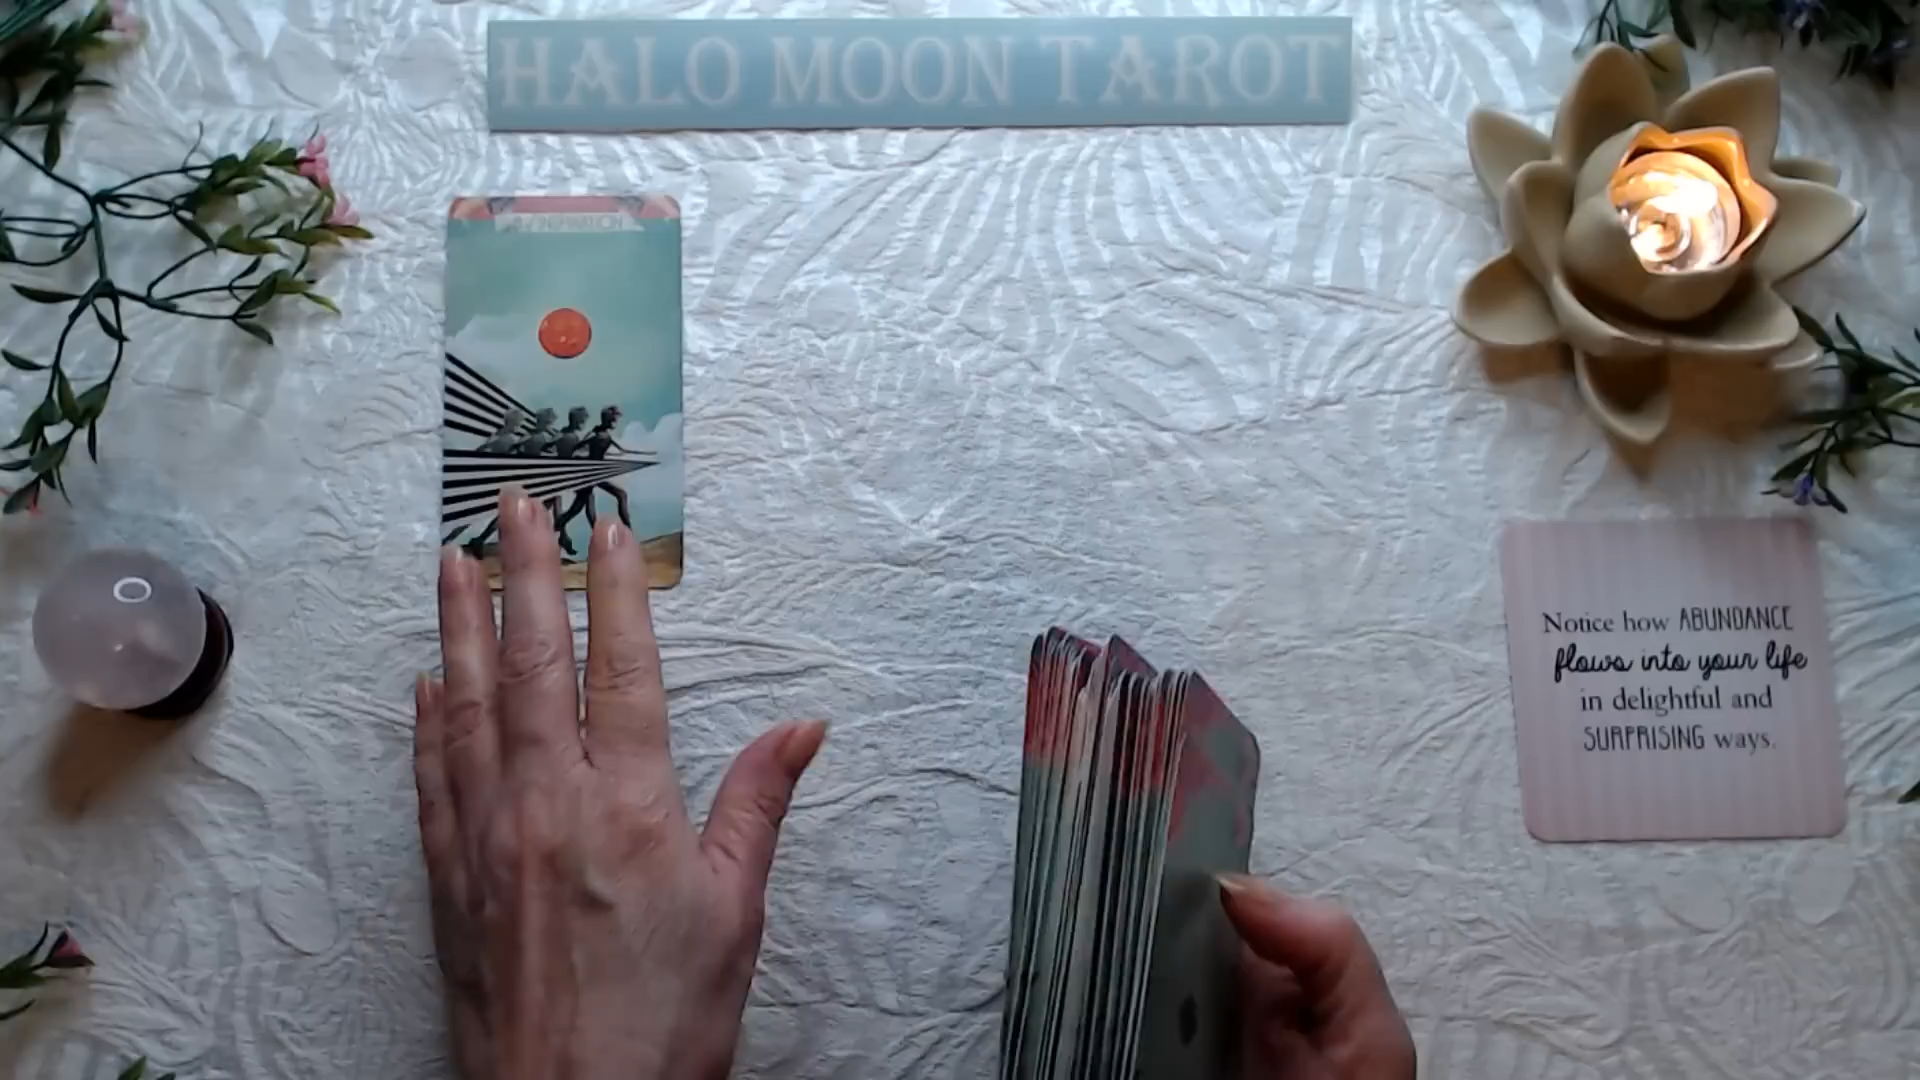 HALO MOON TAROT
Notice how ABUNDANCE
flows into your life
in delightful and
SURPRISING ways.